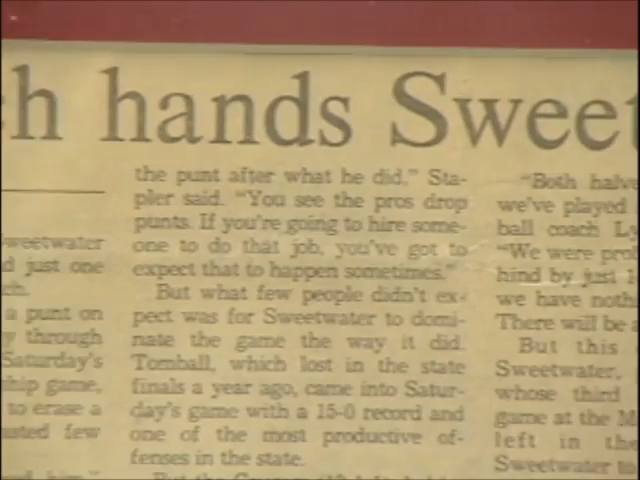 h hands Sweet
Sweetwater
d just one
ch.
a punt on
y through
Saturday's
ship game,
to erase a
few
the punt after what he did." Sta-
pler said. "You see the pros drop
punts. If you're going to hire some-
one to do that job, you've got to
expect that to happen sometimes."
But what few people didn't ex-
pect was for Sweetwater to domi-
nate the game the way it did.
Tomball, which lost in the state
finals a year ago, came into Satur-
day's game with a 15-0 record and
one of the most productive of-
fenses in the state.
"Both halv
we've played
ball coach Ly
"We were prob
hind by just
we have noth
There will be
But this
Sweetwater,
whose third
game at the M
left in the
Sweetwater to